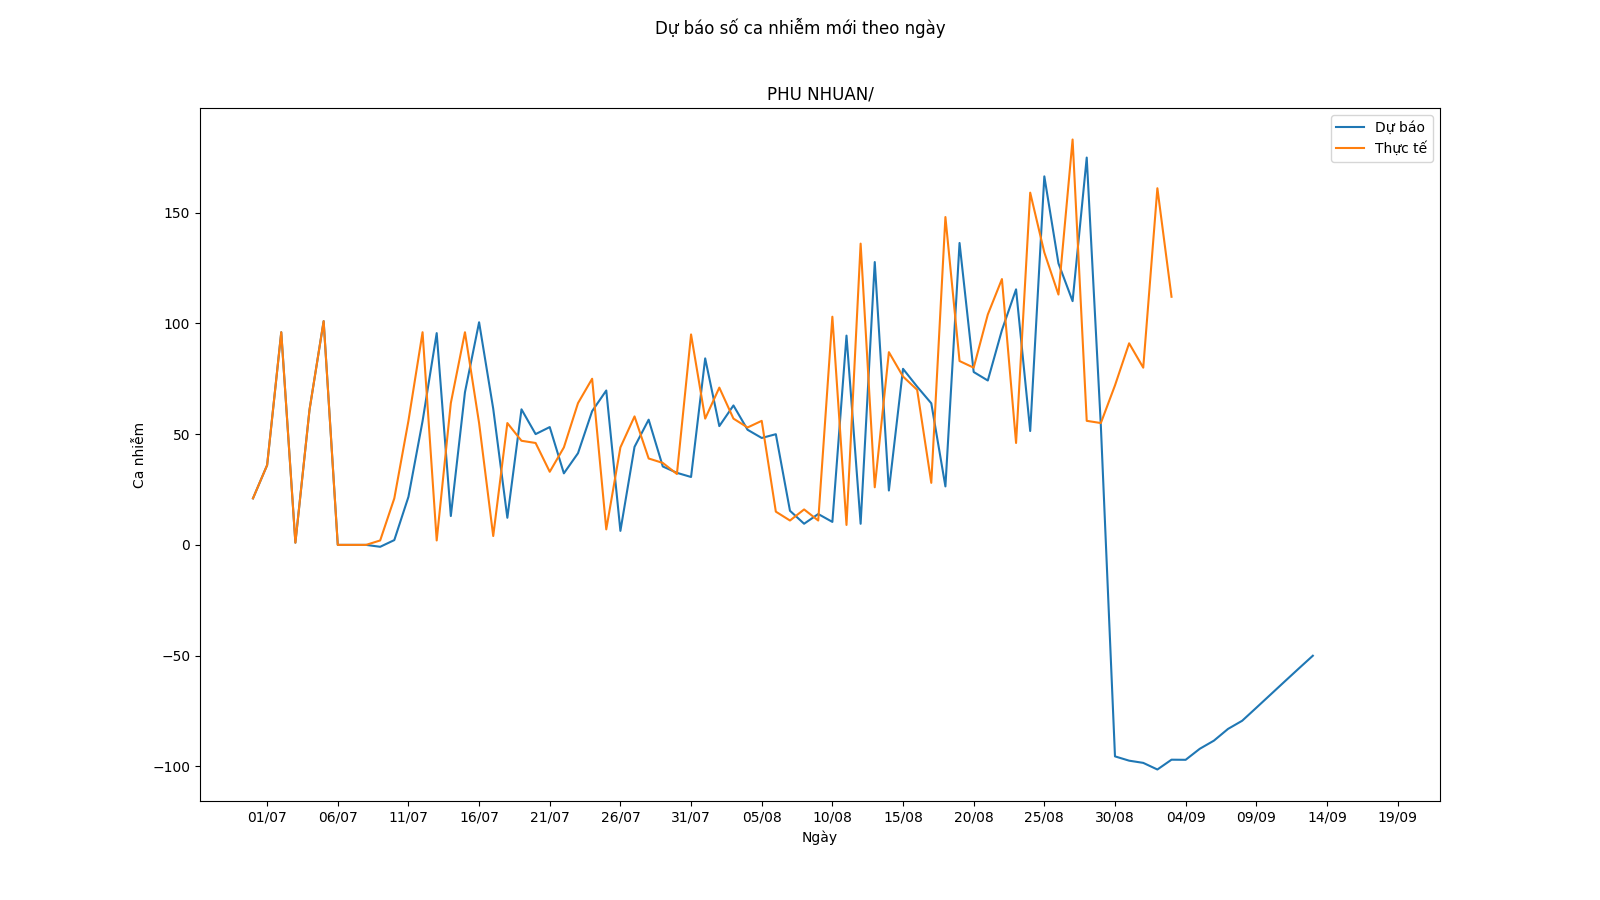 Dự báo số ca nhiễm mới theo ngày
PHU NHUAN/
Dự báo
Thực tế
150
100
50
0
−50
−100
Ca nhiễm
01/07 06/07 11/07 16/07 21/07 26/07 31/07 05/08 10/08 15/08 20/08 25/08 30/08 04/09 09/09 14/09 19/09
Ngày